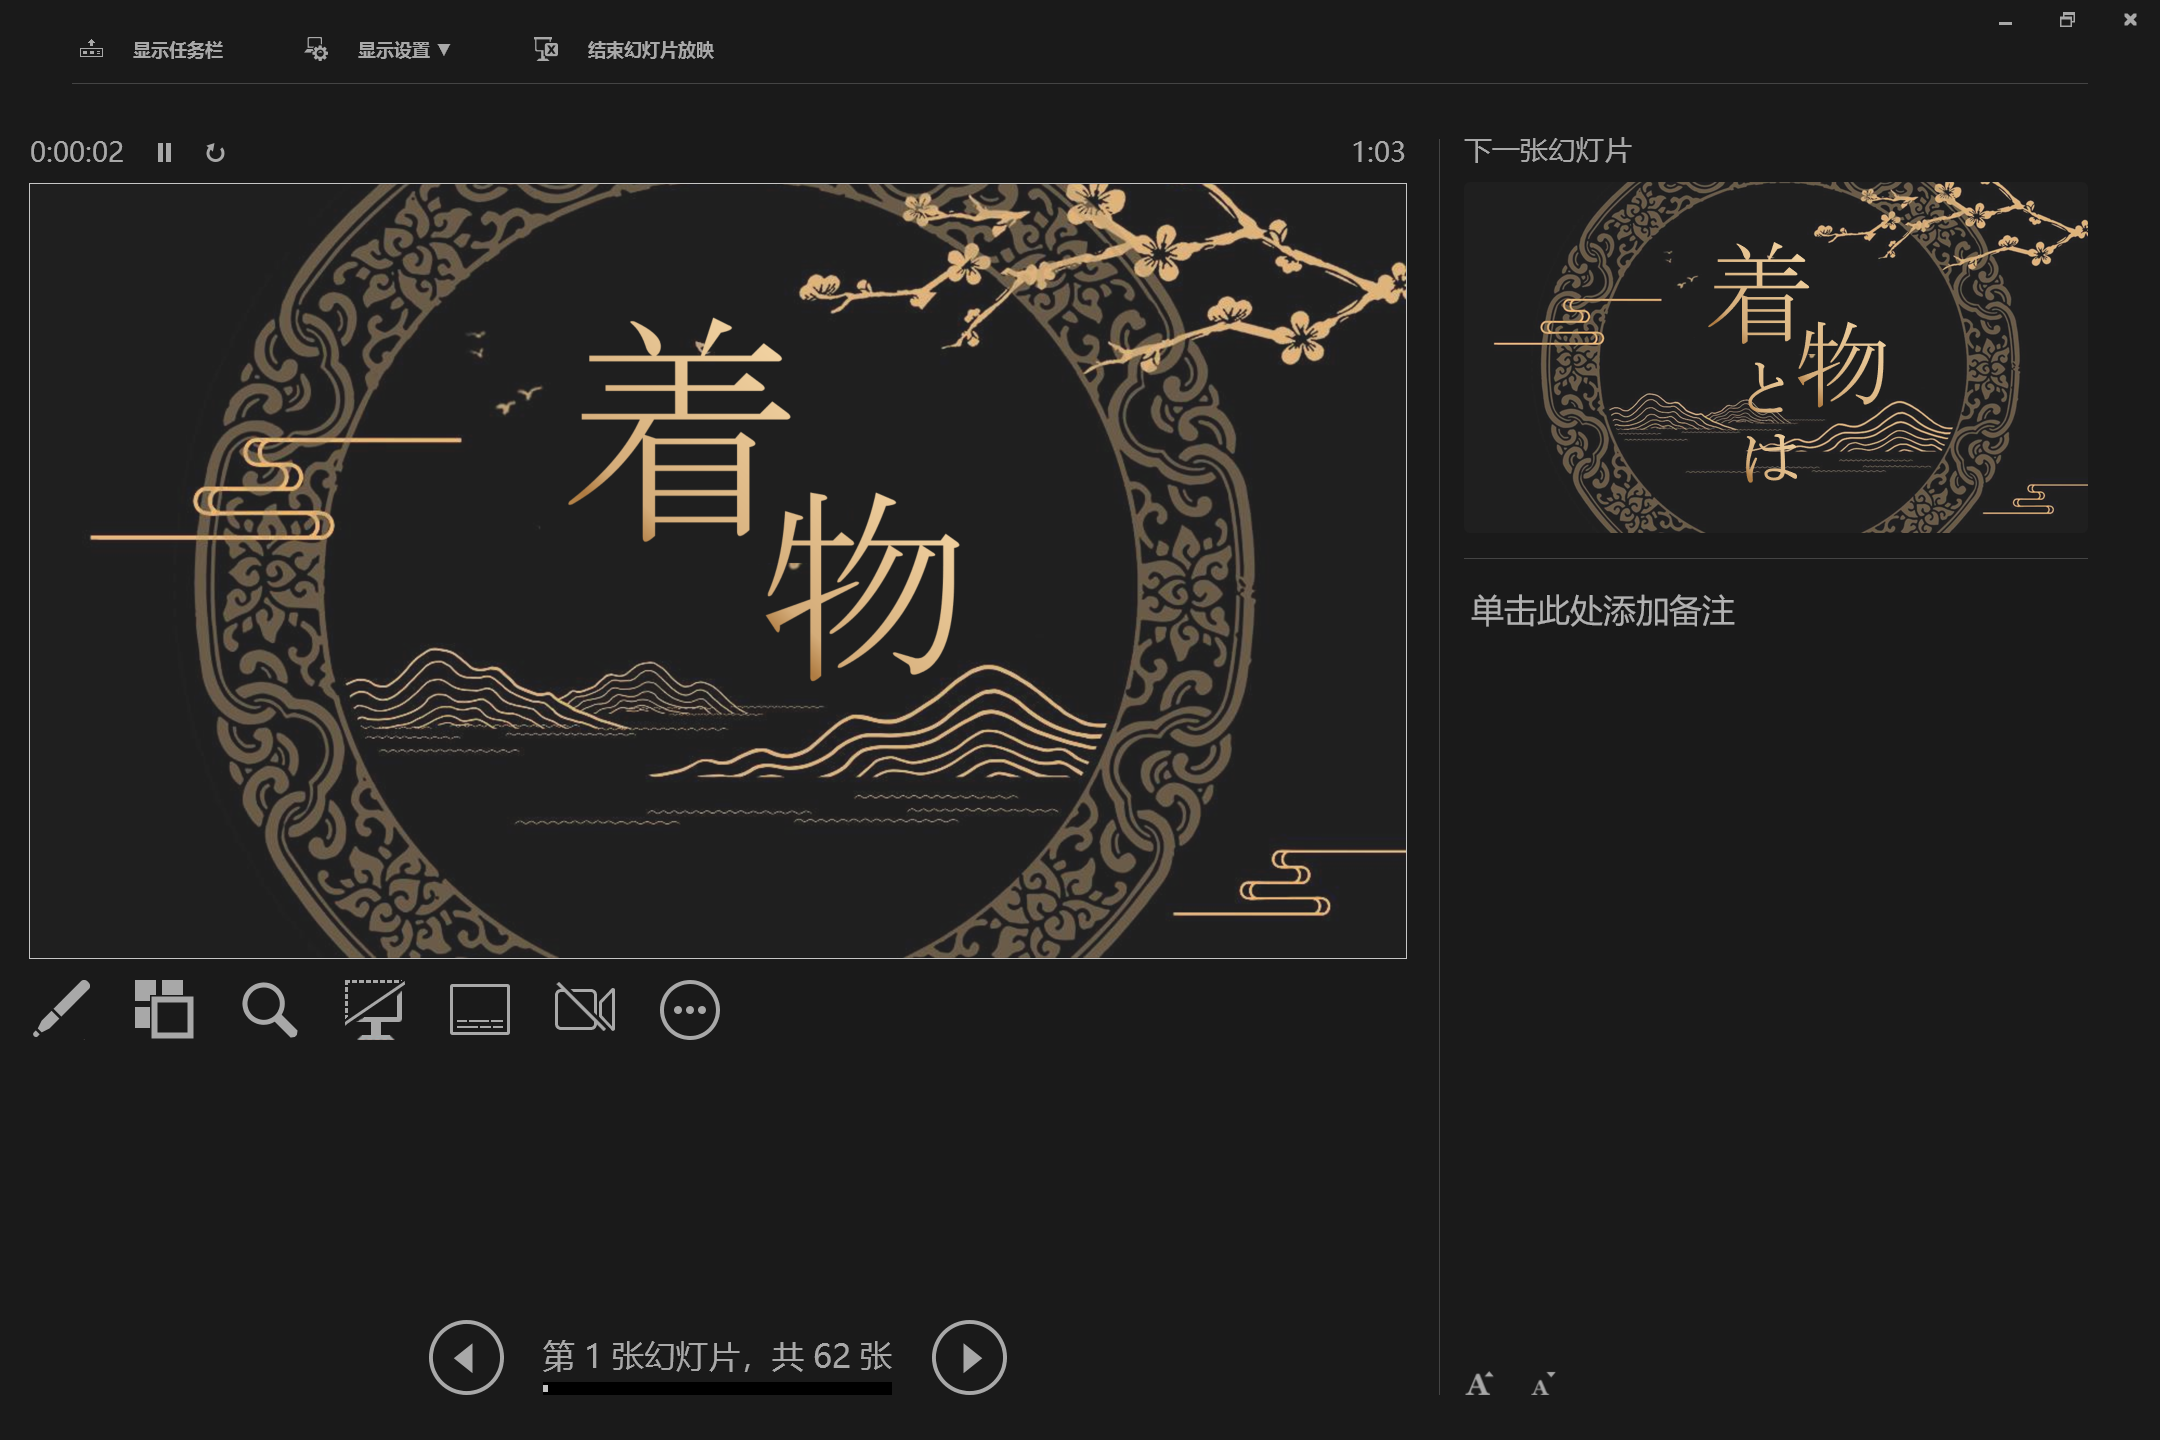 显示任务栏
显示设置 ▼
结束幻灯片放映
0:00:02
1:03
着
物
下一张幻灯片
着
物
とは
单击此处添加备注
第 1 张幻灯片，共 62 张
A
A